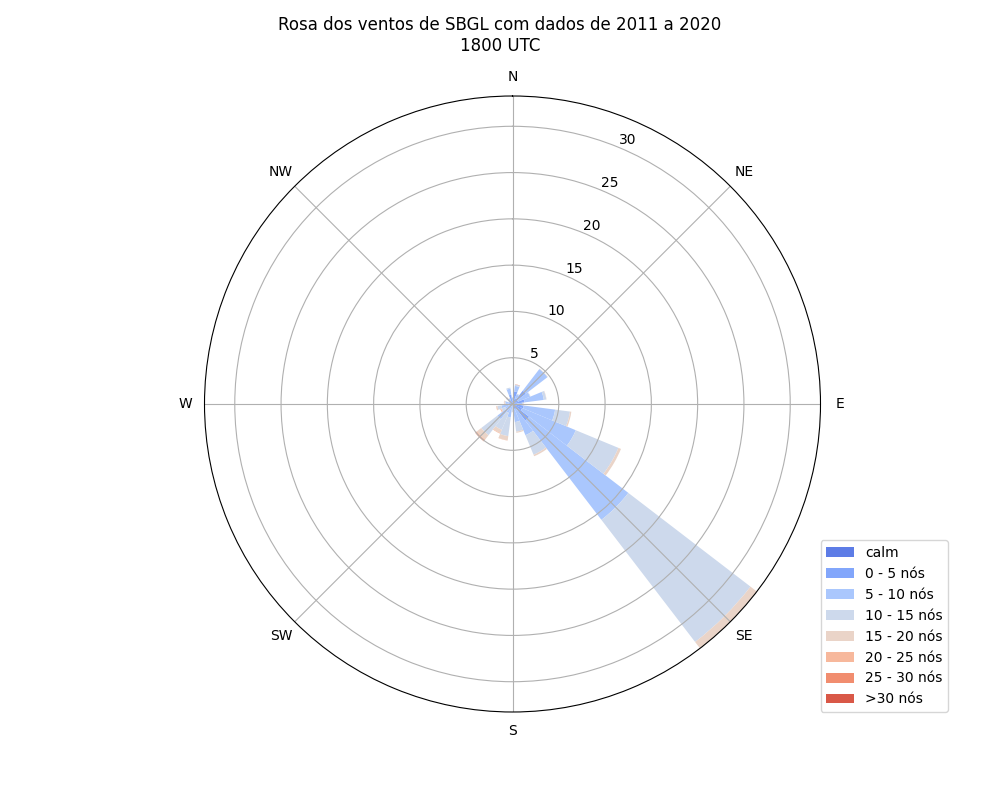 Rosa dos ventos de SBGL com dados de 2011 a 2020
1800 UTC
N
NE
E
SE
S
SW
W
NW
30
25
20
15
10
5
calm
0 - 5 nós
5 - 10 nós
10 - 15 nós
15 - 20 nós
20 - 25 nós
25 - 30 nós
>30 nós